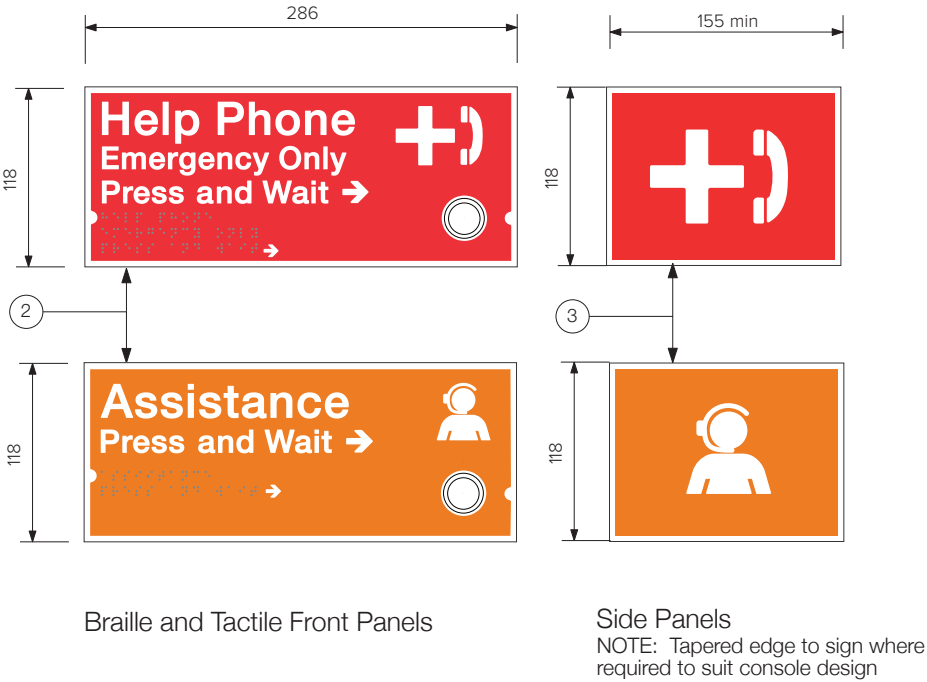 286
155 min
118
Help Phone
Emergency Only
Press and Wait →
118
2
3
118
Assistance
Press and Wait →
118
Braille and Tactile Front Panels
Side Panels
NOTE: Tapered edge to sign where
required to suit console design